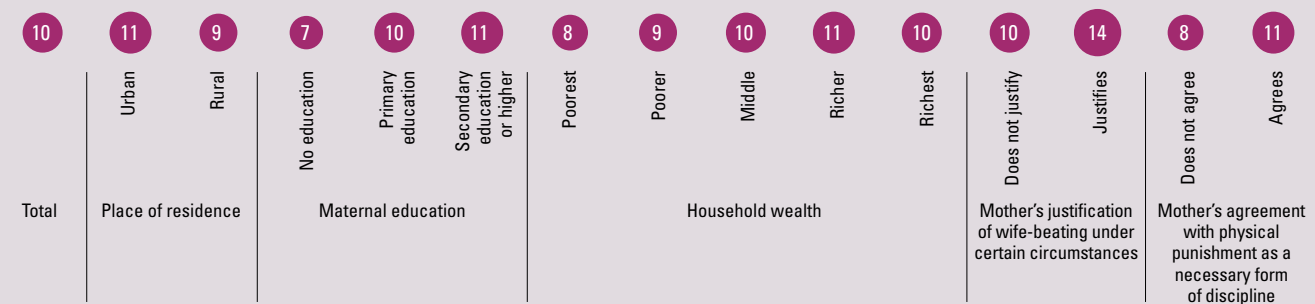 10
11
9
7
10
11
8
9
10
11
10
10
14
8
11
Urban
Rural
No education
Primary
education
Secondary
education
or higher
Poorest
Poorer
Middle
Richer
Richest
Does not justify
Justifies
Does not agree
Agrees
Total
Place of residence
Maternal education
Household wealth
Mother's justification
of wife-beating under
certain circumstances
Mother's agreement
with physical
punishment as a
necessary form
of discipline